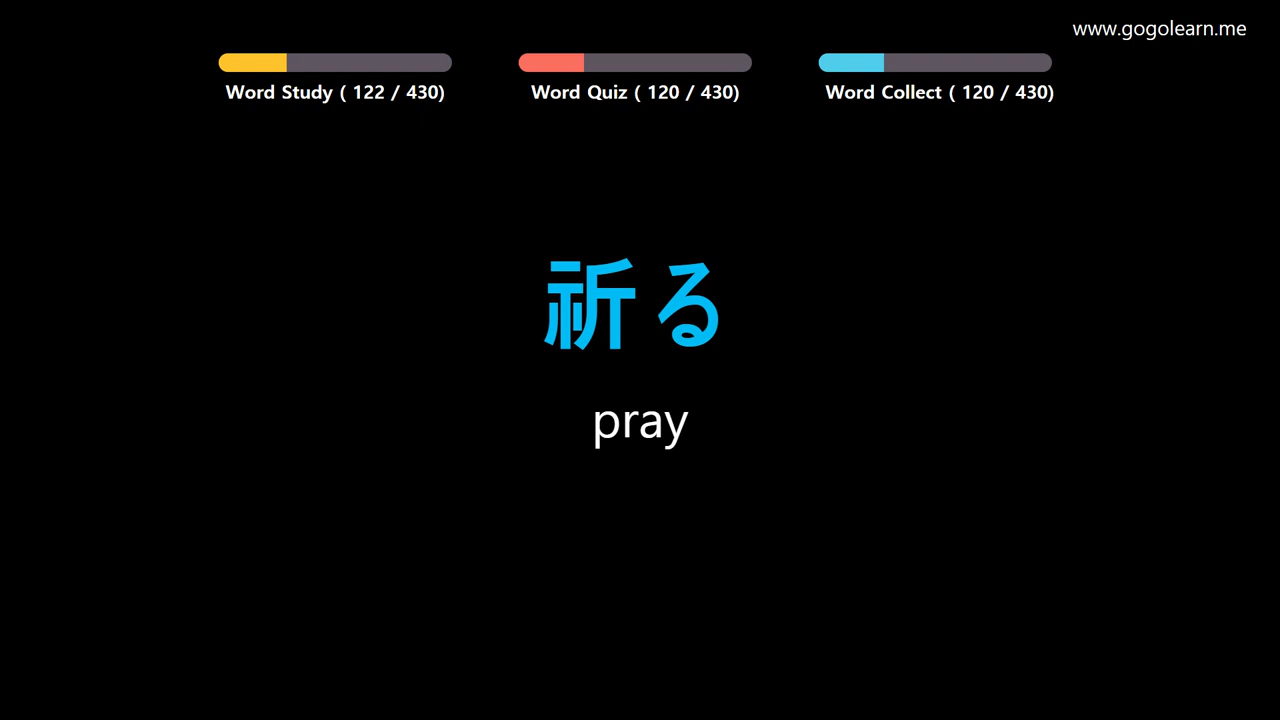 www.gogolearn.me
Word Study ( 122 / 430)
Word Quiz ( 120 / 430)
Word Collect ( 120 / 430)
祈る
pray